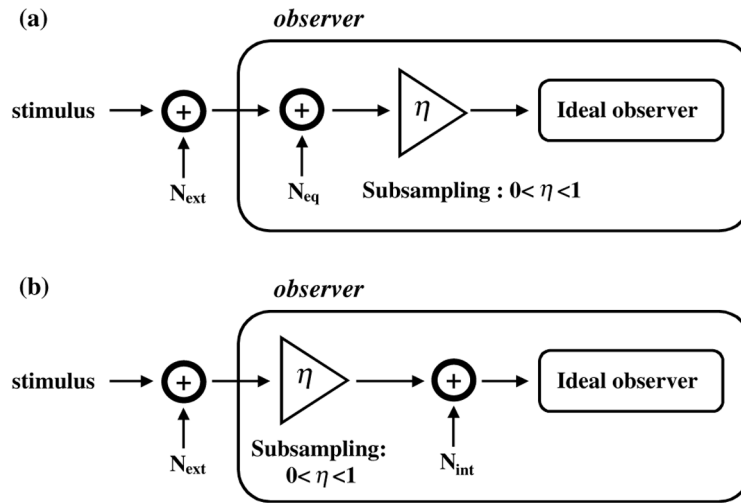 (a)
observer
stimulus
+
+
η
Ideal observer
N_ext
N_eq
Subsampling : 0< η <1
(b)
observer
stimulus
+
η
+
Ideal observer
N_ext
Subsampling:
0< η <1
N_int